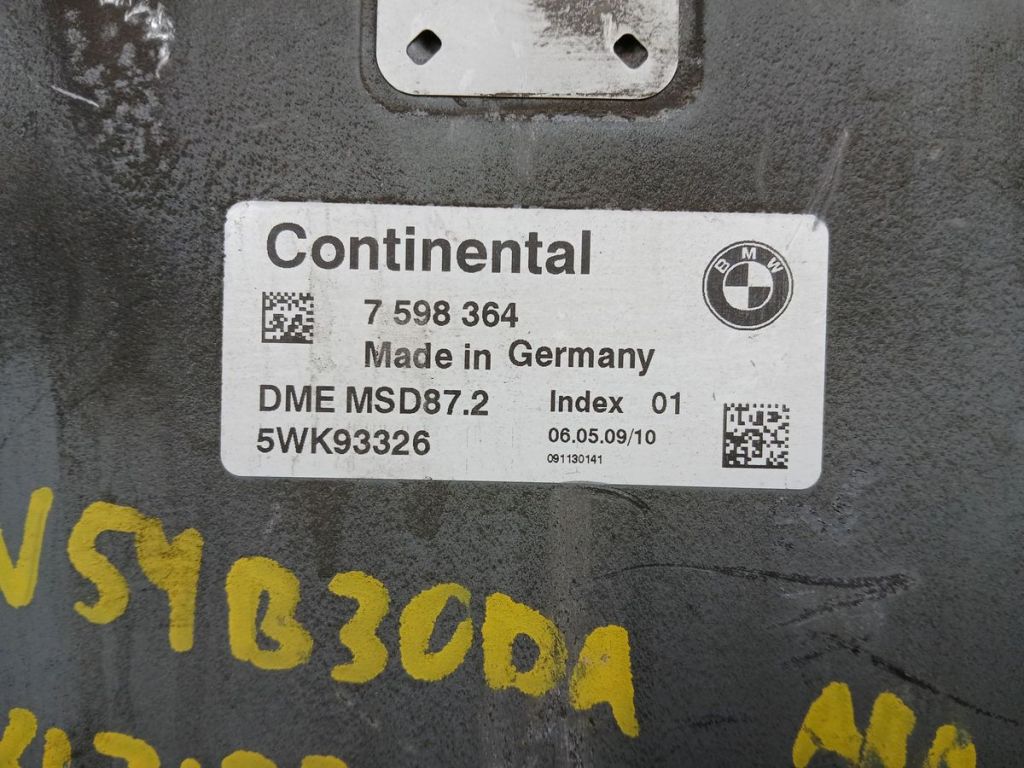 Continental
BMW
7 598 364
Made in Germany
DME MSD87.2 Index 01
5WK93326 06.05.09/10
091130141
N54B30DA